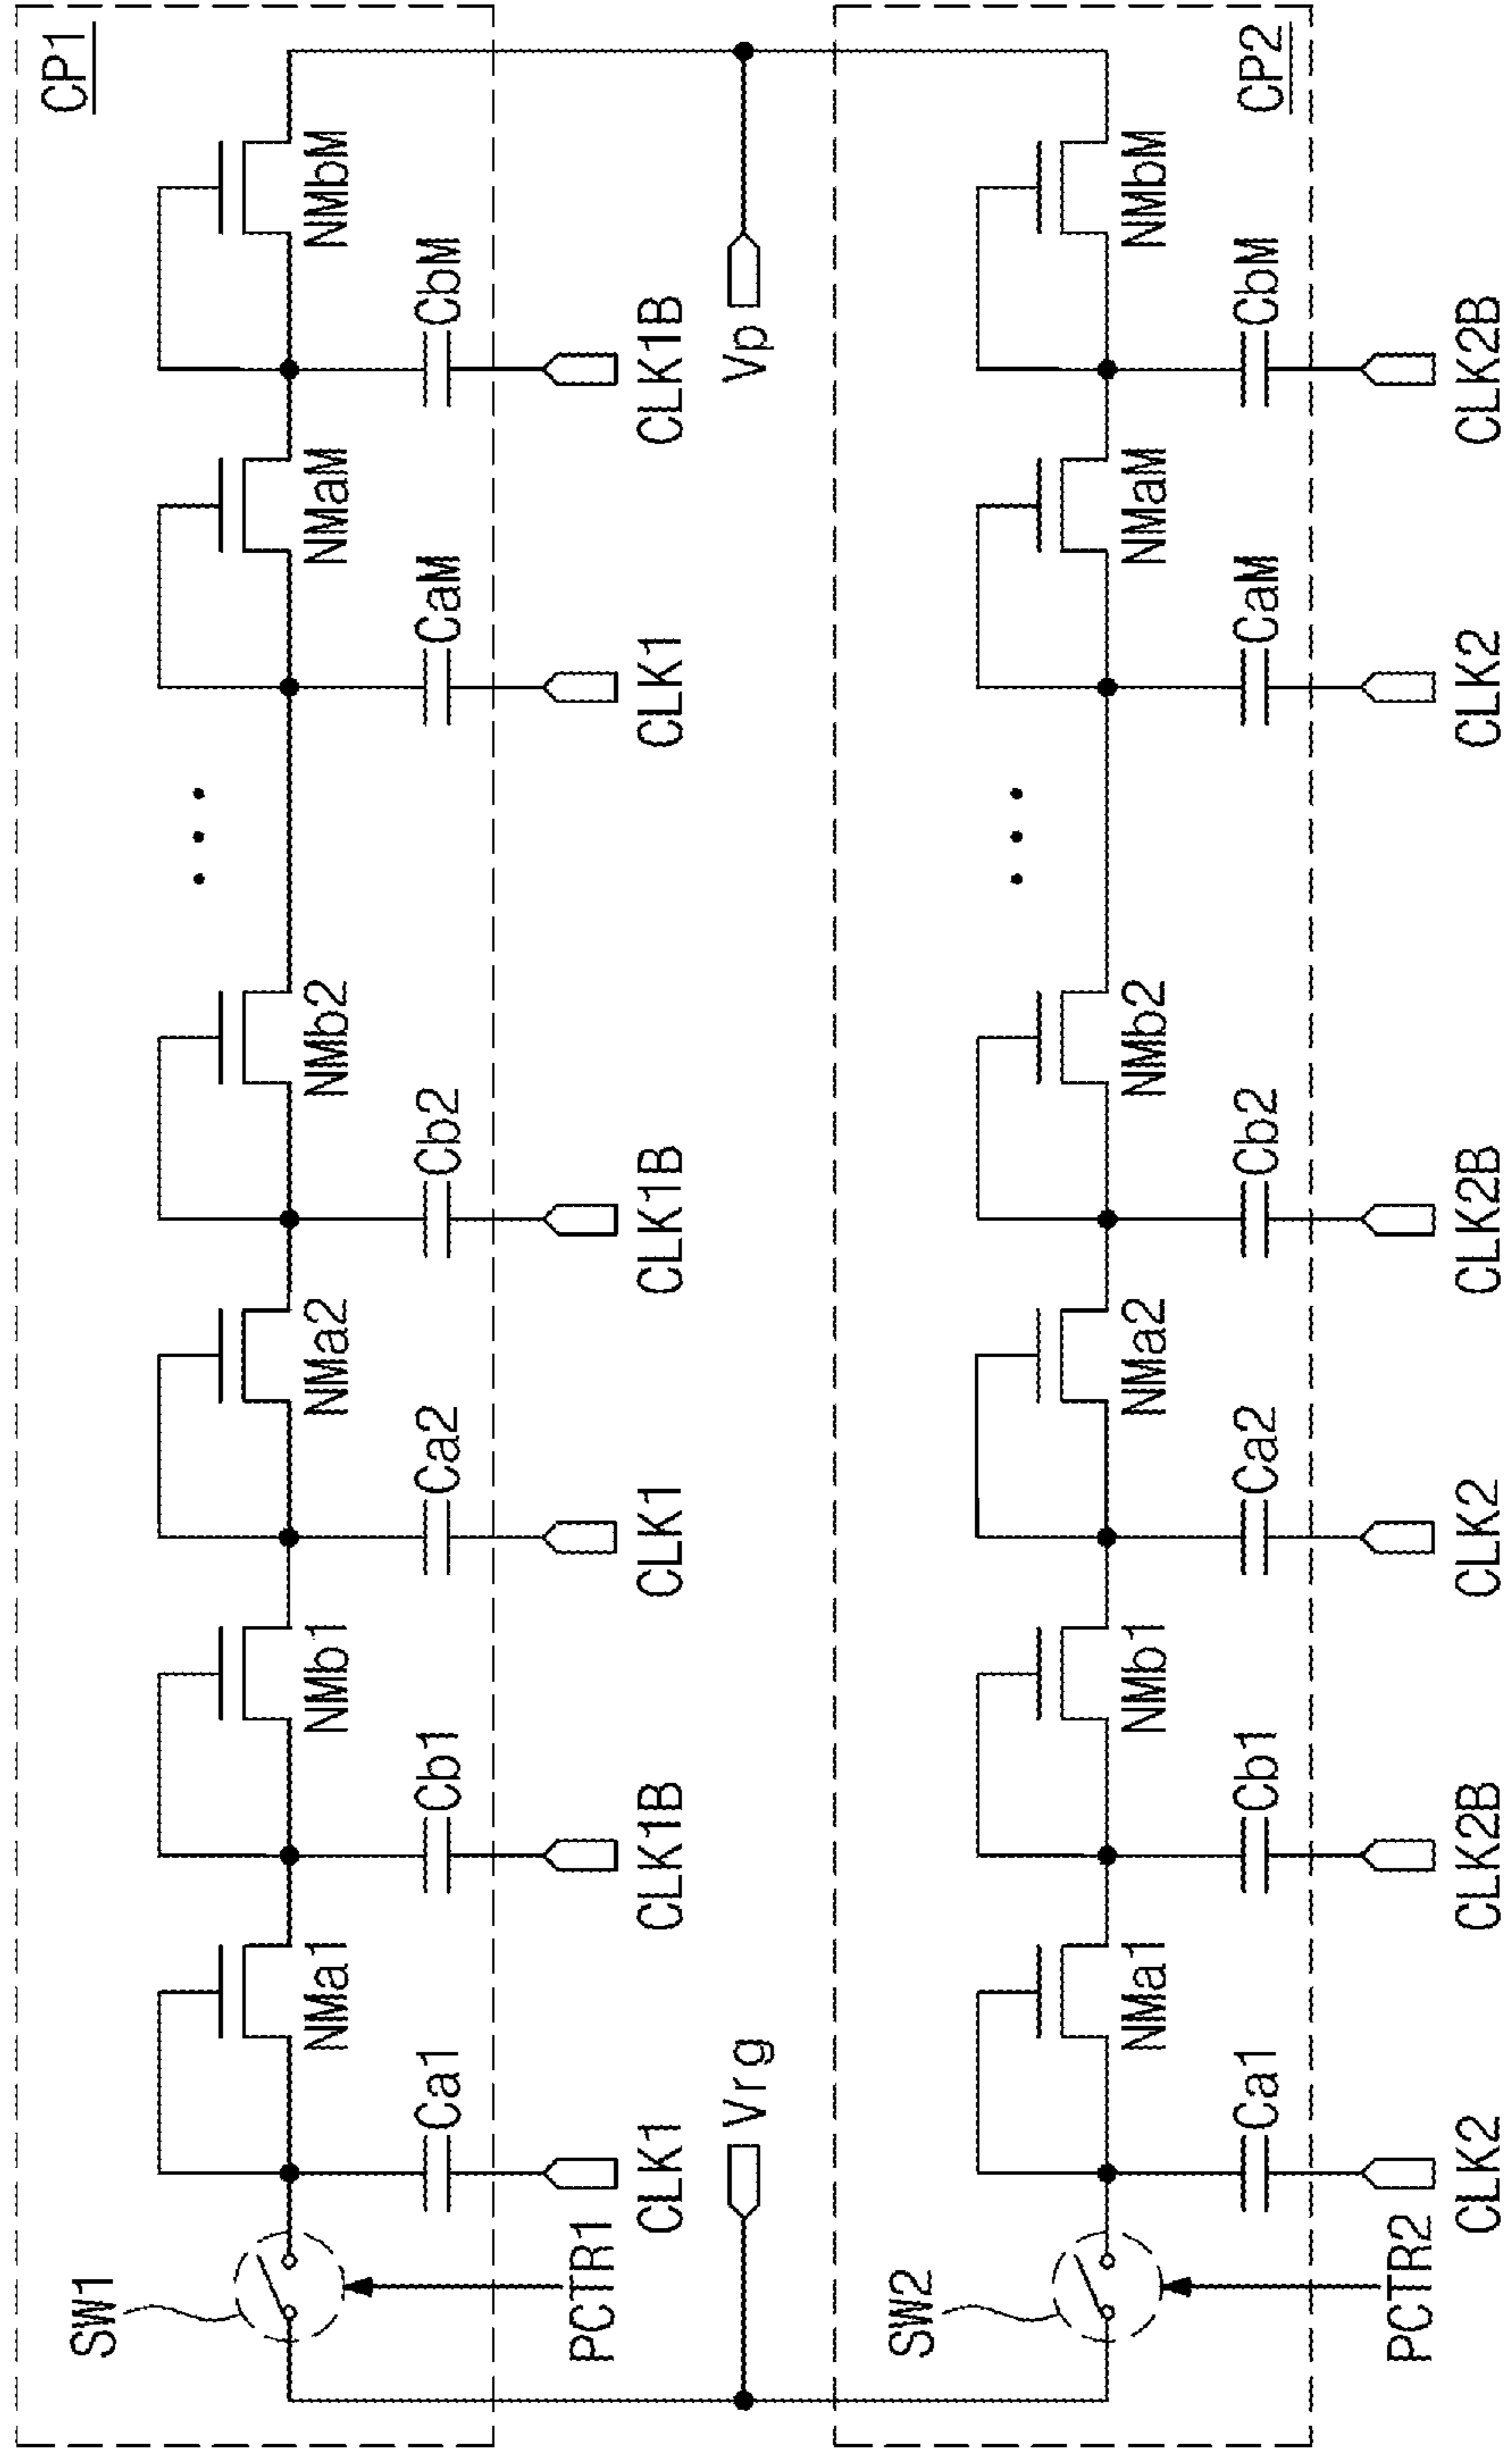 CP1
SW1
NMa1 NMb1 NMa2 NMb2 NMaM NMbM
Ca1 Cb1 Ca2 Cb2 CaM CbM
PCTR1 CLK1 CLK1B CLK1 CLK1B CLK1 CLK1B
Vrg Vp
SW2
NMa1 NMb1 NMa2 NMb2 NMaM NMbM
Ca1 Cb1 Ca2 Cb2 CaM CbM
CP2
PCTR2
CLK2 CLK2B CLK2 CLK2B CLK2 CLK2B